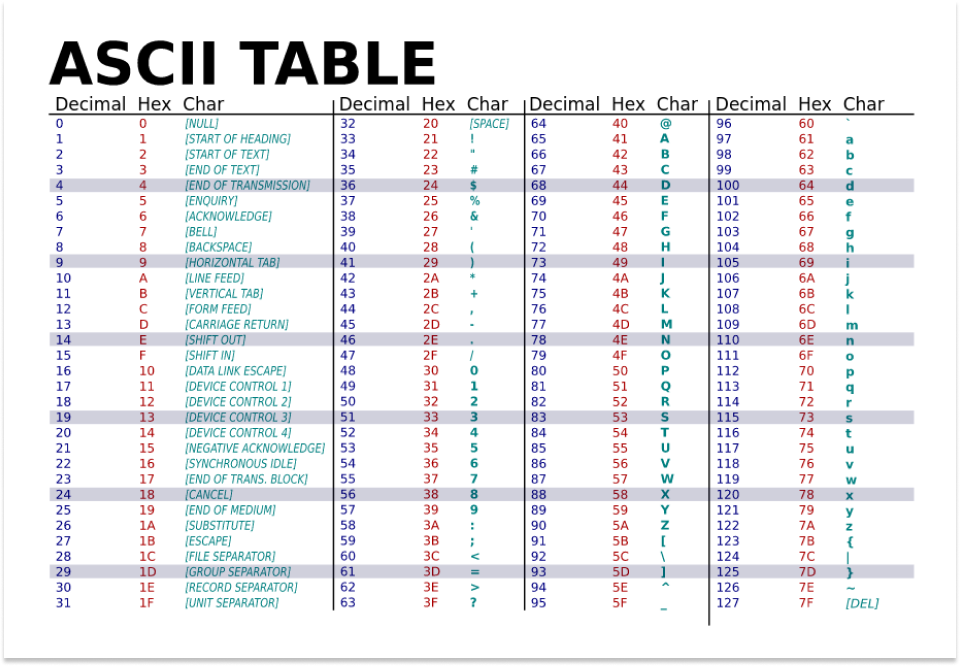 ASCII TABLE
Decimal Hex Char Decimal Hex Char Decimal Hex Char Decimal Hex Char
0 0 [NULL] 32 20 [SPACE] 64 40 @ 96 60 `
1 1 [START OF HEADING] 33 21 ! 65 41 A 97 61 a
2 2 [START OF TEXT] 34 22 " 66 42 B 98 62 b
3 3 [END OF TEXT] 35 23 # 67 43 C 99 63 c
4 4 [END OF TRANSMISSION] 36 24 $ 68 44 D 100 64 d
5 5 [ENQUIRY] 37 25 % 69 45 E 101 65 e
6 6 [ACKNOWLEDGE] 38 26 & 70 46 F 102 66 f
7 7 [BELL] 39 27 ' 71 47 G 103 67 g
8 8 [BACKSPACE] 40 28 ( 72 48 H 104 68 h
9 9 [HORIZONTAL TAB] 41 29 ) 73 49 I 105 69 i
10 A [LINE FEED] 42 2A * 74 4A J 106 6A j
11 B [VERTICAL TAB] 43 2B + 75 4B K 107 6B k
12 C [FORM FEED] 44 2C , 76 4C L 108 6C l
13 D [CARRIAGE RETURN] 45 2D - 77 4D M 109 6D m
14 E [SHIFT OUT] 46 2E . 78 4E N 110 6E n
15 F [SHIFT IN] 47 2F / 79 4F O 111 6F o
16 10 [DATA LINK ESCAPE] 48 30 0 80 50 P 112 70 p
17 11 [DEVICE CONTROL 1] 49 31 1 81 51 Q 113 71 q
18 12 [DEVICE CONTROL 2] 50 32 2 82 52 R 114 72 r
19 13 [DEVICE CONTROL 3] 51 33 3 83 53 S 115 73 s
20 14 [DEVICE CONTROL 4] 52 34 4 84 54 T 116 74 t
21 15 [NEGATIVE ACKNOWLEDGE] 53 35 5 85 55 U 117 75 u
22 16 [SYNCHRONOUS IDLE] 54 36 6 86 56 V 118 76 v
23 17 [END OF TRANS. BLOCK] 55 37 7 87 57 W 119 77 w
24 18 [CANCEL] 56 38 8 88 58 X 120 78 x
25 19 [END OF MEDIUM] 57 39 9 89 59 Y 121 79 y
26 1A [SUBSTITUTE] 58 3A : 90 5A Z 122 7A z
27 1B [ESCAPE] 59 3B ; 91 5B [ 123 7B {
28 1C [FILE SEPARATOR] 60 3C < 92 5C \ 124 7C |
29 1D [GROUP SEPARATOR] 61 3D = 93 5D ] 125 7D }
30 1E [RECORD SEPARATOR] 62 3E > 94 5E ^ 126 7E ~
31 1F [UNIT SEPARATOR] 63 3F ? 95 5F _ 127 7F [DEL]